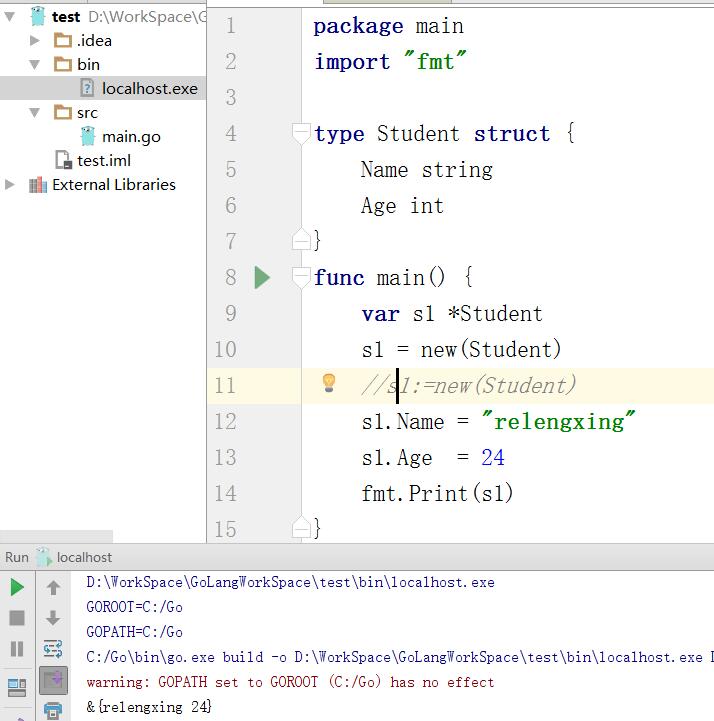 test D:\WorkSpace\G
.idea
bin
localhost.exe
src
main.go
test.iml
External Libraries
1 package main
2 import "fmt"
3
4 type Student struct {
5 Name string
6 Age int
7 }
8 func main() {
9 var s1 *Student
10 s1 = new(Student)
11 //s1:=new(Student)
12 s1.Name = "relengxing"
13 s1.Age = 24
14 fmt.Print(s1)
15 }
Run localhost
D:\WorkSpace\GoLangWorkSpace\test\bin\localhost.exe
GOROOT=C:/Go
GOPATH=C:/Go
C:/Go\bin\go.exe build -o D:\WorkSpace\GoLangWorkSpace\test\bin\localhost.exe
warning: GOPATH set to GOROOT (C:/Go) has no effect
&{relengxing 24}